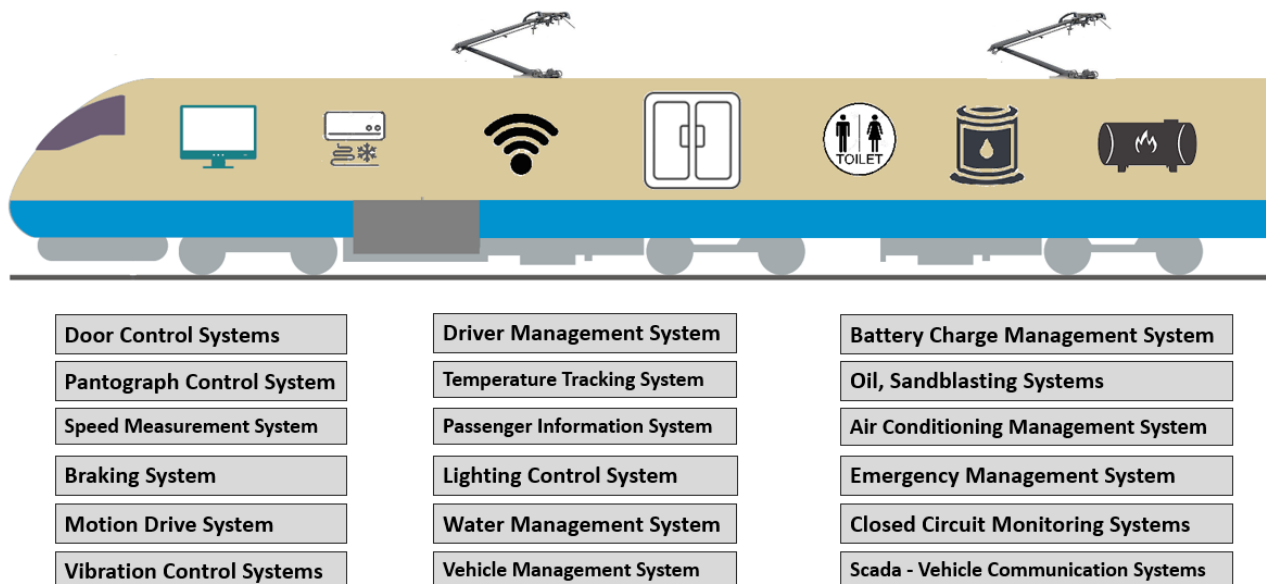 TOILET
Door Control Systems
Pantograph Control System
Speed Measurement System
Braking System
Motion Drive System
Vibration Control Systems
Driver Management System
Temperature Tracking System
Passenger Information System
Lighting Control System
Water Management System
Vehicle Management System
Battery Charge Management System
Oil, Sandblasting Systems
Air Conditioning Management System
Emergency Management System
Closed Circuit Monitoring Systems
Scada - Vehicle Communication Systems